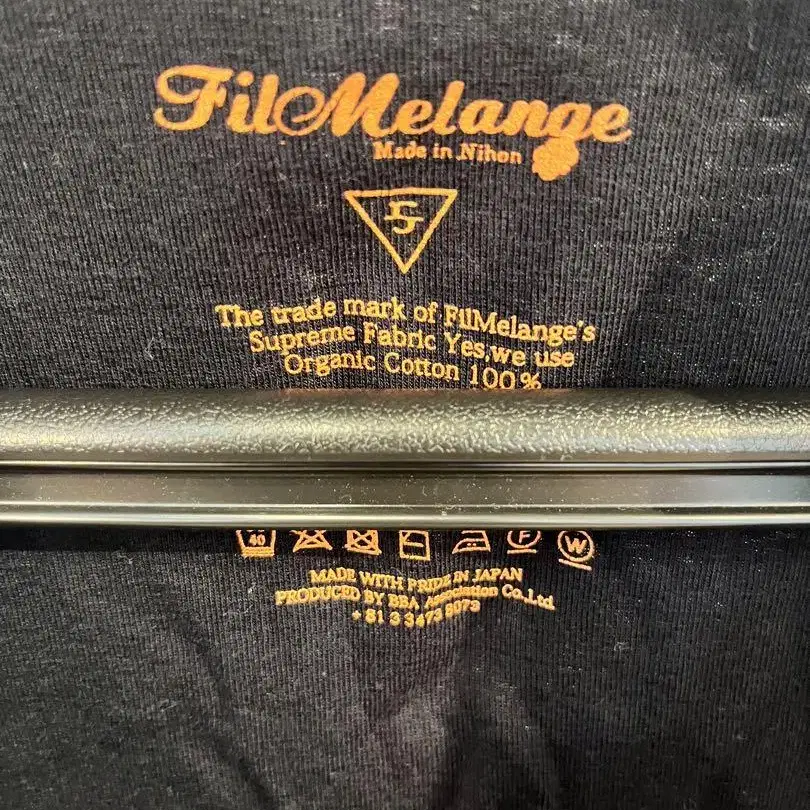 FilMelange
Made in Nihon
The trade mark of FilMelange's
Supreme Fabric Yes,we use
Organic Cotton 100%
40
F
W
MADE WITH PRIDE IN JAPAN
PRODUCED BY BBA Association Co.,Ltd
+ 81 3 3473 8073